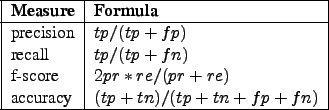 Measure Formula
precision tp/(tp + fp)
recall tp/(tp + fn)
f-score 2pr * re/(pr + re)
accuracy (tp + tn)/(tp + tn + fp + fn)